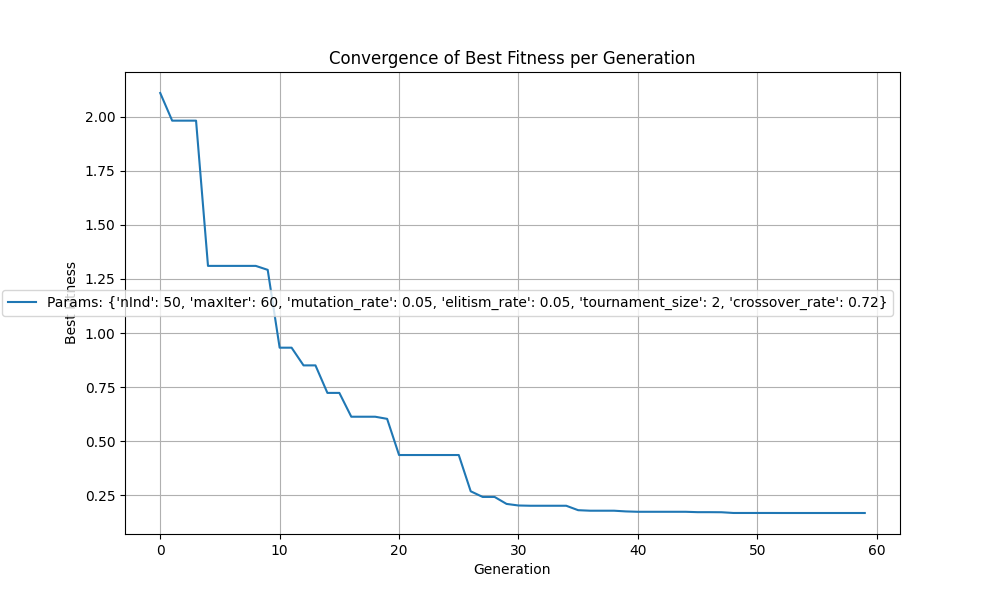 Convergence of Best Fitness per Generation
2.00
1.75
1.50
1.25
1.00
0.75
0.50
0.25
Best
Params: {'nInd': 50, 'maxIter': 60, 'mutation_rate': 0.05, 'elitism_rate': 0.05, 'tournament_size': 2, 'crossover_rate': 0.72}
0 10 20 30 40 50 60
Generation